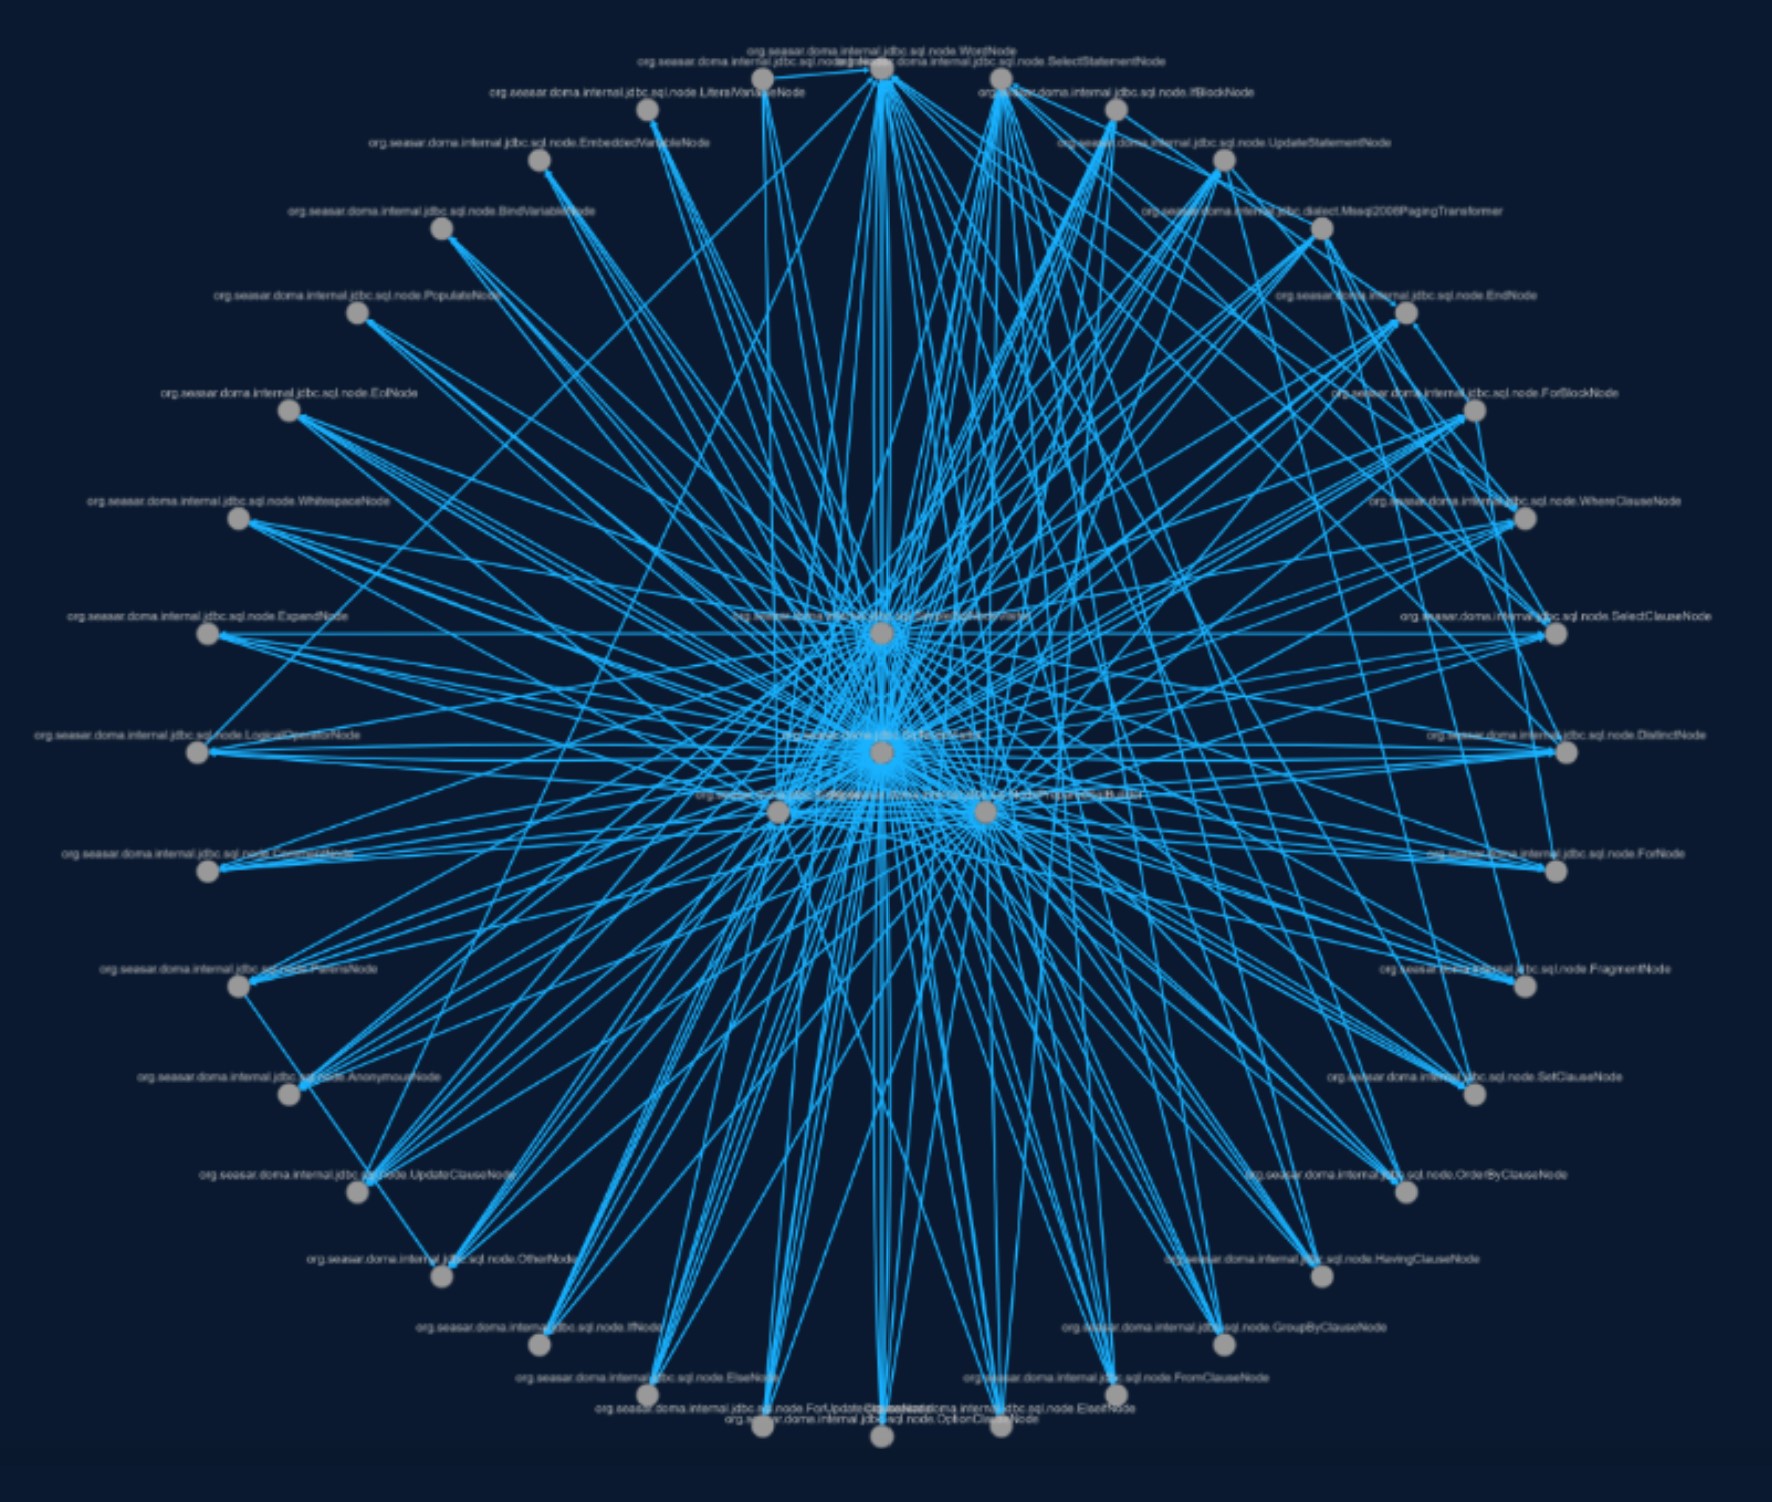 org.seasar.doma.internal.jdbc.sql.node.WordNode
org.seasar.doma.internal.jdbc.sql.node.SelectStatementNode
org.seasar.doma.internal.jdbc.sql.node.LiteralVariableNode
org.seasar.doma.internal.jdbc.sql.node.IfBlockNode
org.seasar.doma.internal.jdbc.sql.node.EmbeddedVariableNode
org.seasar.doma.internal.jdbc.sql.node.UpdateStatementNode
org.seasar.doma.internal.jdbc.sql.node.BindVariableNode
org.seasar.doma.internal.jdbc.dialect.Mssql2008PagingTransformer
org.seasar.doma.internal.jdbc.sql.node.PopulateNode
org.seasar.doma.internal.jdbc.sql.node.EndNode
org.seasar.doma.internal.jdbc.sql.node.EolNode
org.seasar.doma.internal.jdbc.sql.node.ForBlockNode
org.seasar.doma.internal.jdbc.sql.node.WhitespaceNode
org.seasar.doma.internal.jdbc.sql.node.WhereClauseNode
org.seasar.doma.internal.jdbc.sql.node.ExpandNode
org.seasar.doma.internal.jdbc.sql.node.SelectClauseNode
org.seasar.doma.internal.jdbc.sql.node.LogicalOperatorNode
org.seasar.doma.internal.jdbc.sql.node.DistinctNode
org.seasar.doma.internal.jdbc.sql.node.CommentNode
org.seasar.doma.internal.jdbc.sql.node.ForNode
org.seasar.doma.internal.jdbc.sql.node.ParensNode
org.seasar.doma.internal.jdbc.sql.node.FragmentNode
org.seasar.doma.internal.jdbc.sql.node.AnonymousNode
org.seasar.doma.internal.jdbc.sql.node.SetClauseNode
org.seasar.doma.internal.jdbc.sql.node.UpdateClauseNode
org.seasar.doma.internal.jdbc.sql.node.OrderByClauseNode
org.seasar.doma.internal.jdbc.sql.node.OtherNode
org.seasar.doma.internal.jdbc.sql.node.HavingClauseNode
org.seasar.doma.internal.jdbc.sql.node.IfNode
org.seasar.doma.internal.jdbc.sql.node.GroupByClauseNode
org.seasar.doma.internal.jdbc.sql.node.ElseNode
org.seasar.doma.internal.jdbc.sql.node.FromClauseNode
org.seasar.doma.internal.jdbc.sql.node.ForUpdateClauseNode
org.seasar.doma.internal.jdbc.sql.node.ElseifNode
org.seasar.doma.internal.jdbc.sql.node.OptionClauseNode